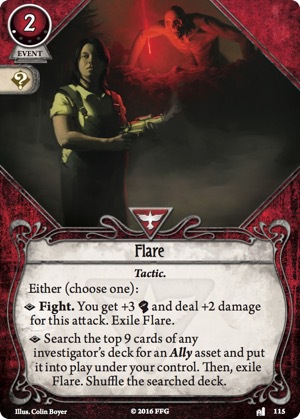 2
EVENT
?
Flare
Tactic.
Either (choose one):
Fight. You get +3 and deal +2 damage
for this attack. Exile Flare.
Search the top 9 cards of any
investigator's deck for an Ally asset and put
it into play under your control. Then, exile
Flare. Shuffle the searched deck.
Illus. Colin Boyer © 2016 FFG 115